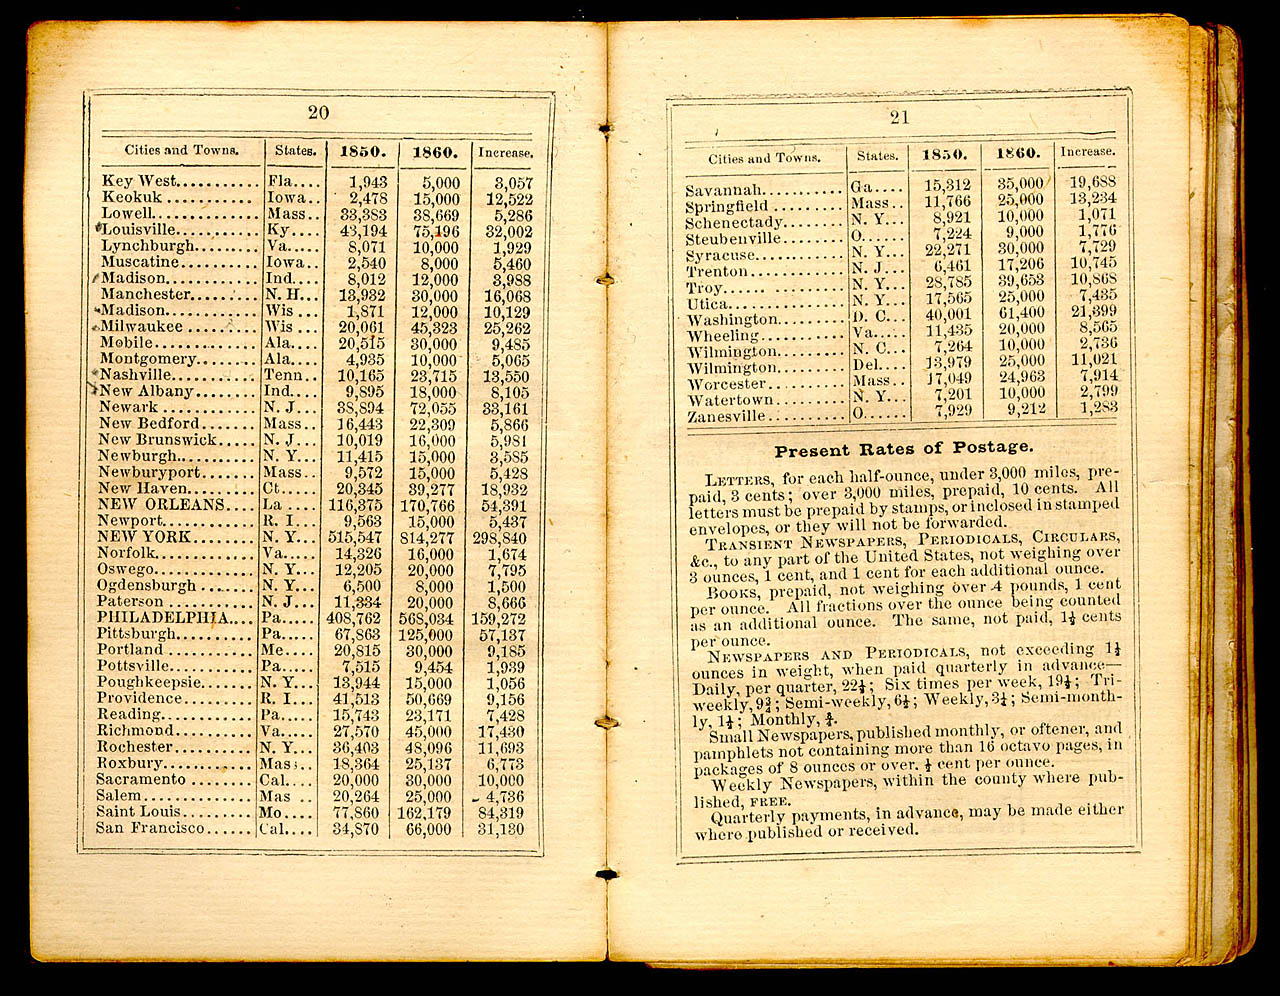 20
Cities and Towns. States. 1850. 1860. Increase.
Key West........... Fla.... 1,943 5,000 3,057
Keokuk ............ Iowa.. 2,478 15,000 12,522
Lowell.............. Mass.. 33,383 38,669 5,286
Louisville........... Ky.... 43,194 75,196 32,002
Lynchburgh......... Va..... 8,071 10,000 1,929
Muscatine........... Iowa.. 2,540 8,000 5,460
Madison............. Ind.... 8,012 12,000 3,988
Manchester......... N. H... 13,932 30,000 16,068
Madison............. Wis ... 1,871 12,000 10,129
Milwaukee ......... Wis ... 20,061 45,323 25,262
Mobile.............. Ala.... 20,515 30,000 9,485
Montgomery........ Ala.... 4,935 10,000 5,065
Nashville........... Tenn.. 10,165 23,715 13,550
New Albany........ Ind.... 9,895 18,000 8,105
Newark ............ N. J... 38,894 72,055 33,161
New Bedford....... Mass.. 16,443 22,309 5,866
New Brunswick..... N. J... 10,019 16,000 5,981
Newburgh........... N. Y... 11,415 15,000 3,585
Newburyport....... Mass.. 9,572 15,000 5,428
New Haven......... Ct..... 20,345 39,277 18,932
NEW ORLEANS.... La .... 116,375 170,766 54,391
Newport............ R. I... 9,563 15,000 5,437
NEW YORK........ N. Y... 515,547 814,277 298,840
Norfolk............. Va..... 14,326 16,000 1,674
Oswego............. N. Y... 12,205 20,000 7,795
Ogdensburgh ....... N. Y... 6,500 8,000 1,500
Paterson ........... N. J... 11,334 20,000 8,666
PHILADELPHIA.... Pa..... 408,762 568,034 159,272
Pittsburgh.......... Pa..... 67,863 125,000 57,137
Portland ........... Me.... 20,815 30,000 9,185
Pottsville........... Pa..... 7,515 9,454 1,939
Poughkeepsie....... N. Y... 13,944 15,000 1,056
Providence......... R. I... 41,513 50,669 9,156
Reading............ Pa..... 15,743 23,171 7,428
Richmond.......... Va..... 27,570 45,000 17,430
Rochester.......... N. Y... 36,403 48,096 11,693
Roxbury............ Mass.. 18,364 25,137 6,773
Sacramento ........ Cal.... 20,000 30,000 10,000
Salem.............. Mas .. 20,264 25,000 4,736
Saint Louis......... Mo.... 77,860 162,179 84,319
San Francisco...... Cal.... 34,870 66,000 31,130
21
Cities and Towns. States. 1850. 1860. Increase.
Savannah........... Ga.... 15,312 35,000 19,688
Springfield ......... Mass.. 11,766 25,000 13,234
Schenectady........ N. Y... 8,921 10,000 1,071
Steubenville........ O...... 7,224 9,000 1,776
Syracuse............ N. Y... 22,271 30,000 7,729
Trenton............ N. J... 6,461 17,206 10,745
Troy...... ......... N. Y... 28,785 39,653 10,868
Utica............... N. Y... 17,565 25,000 7,435
Washington......... D. C... 40,001 61,400 21,399
Wheeling........... Va.... 11,435 20,000 8,565
Wilmington......... N. C... 7,264 10,000 2,736
Wilmington......... Del.... 13,979 25,000 11,021
Worcester.......... Mass.. 17,049 24,963 7,914
Watertown......... N. Y... 7,201 10,000 2,799
Zanesville.......... O...... 7,929 9,212 1,283
Present Rates of Postage.
LETTERS, for each half-ounce, under 3,000 miles, pre-
paid, 3 cents; over 3,000 miles, prepaid, 10 cents. All
letters must be prepaid by stamps, or inclosed in stamped
envelopes, or they will not be forwarded.
TRANSIENT NEWSPAPERS, PERIODICALS, CIRCULARS,
&c., to any part of the United States, not weighing over
3 ounces, 1 cent, and 1 cent for each additional ounce.
BOOKS, prepaid, not weighing over 4 pounds, 1 cent
per ounce. All fractions over the ounce being counted
as an additional ounce. The same, not paid, 1½ cents
per ounce.
NEWSPAPERS AND PERIODICALS, not exceeding 1½
ounces in weight, when paid quarterly in advance—
Daily, per quarter, 22½; Six times per week, 19½; Tri-
weekly, 9¾; Semi-weekly, 6½; Weekly, 3¼; Semi-month-
ly, 1½; Monthly, ¾.
Small Newspapers, published monthly, or oftener, and
pamphlets not containing more than 16 octavo pages, in
packages of 8 ounces or over, ½ cent per ounce.
Weekly Newspapers, within the county where pub-
lished, FREE.
Quarterly payments, in advance, may be made either
where published or received.